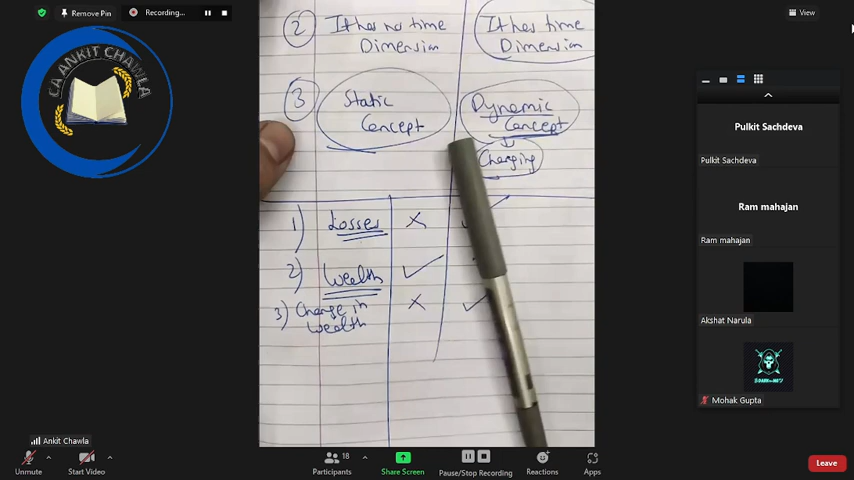 Pin Remove
Recording...
View
CA ANKIT CHAWLA
2 It has no time
Dimension
It has time
Dimension
3 Static
Concept
Dynamic
Concept
Changing
1) Losses ×
2) Wealth ✓
3) Change in
Wealth × ✓
Pulkit Sachdeva
Pulkit Sachdeva
Ram mahajan
Ram mahajan
Akshat Narula
Mohak Gupta
Ankit Chawla
Unmute
Start Video
18
Participants
Share Screen
Pause/Stop Recording
Reactions
Apps
Leave